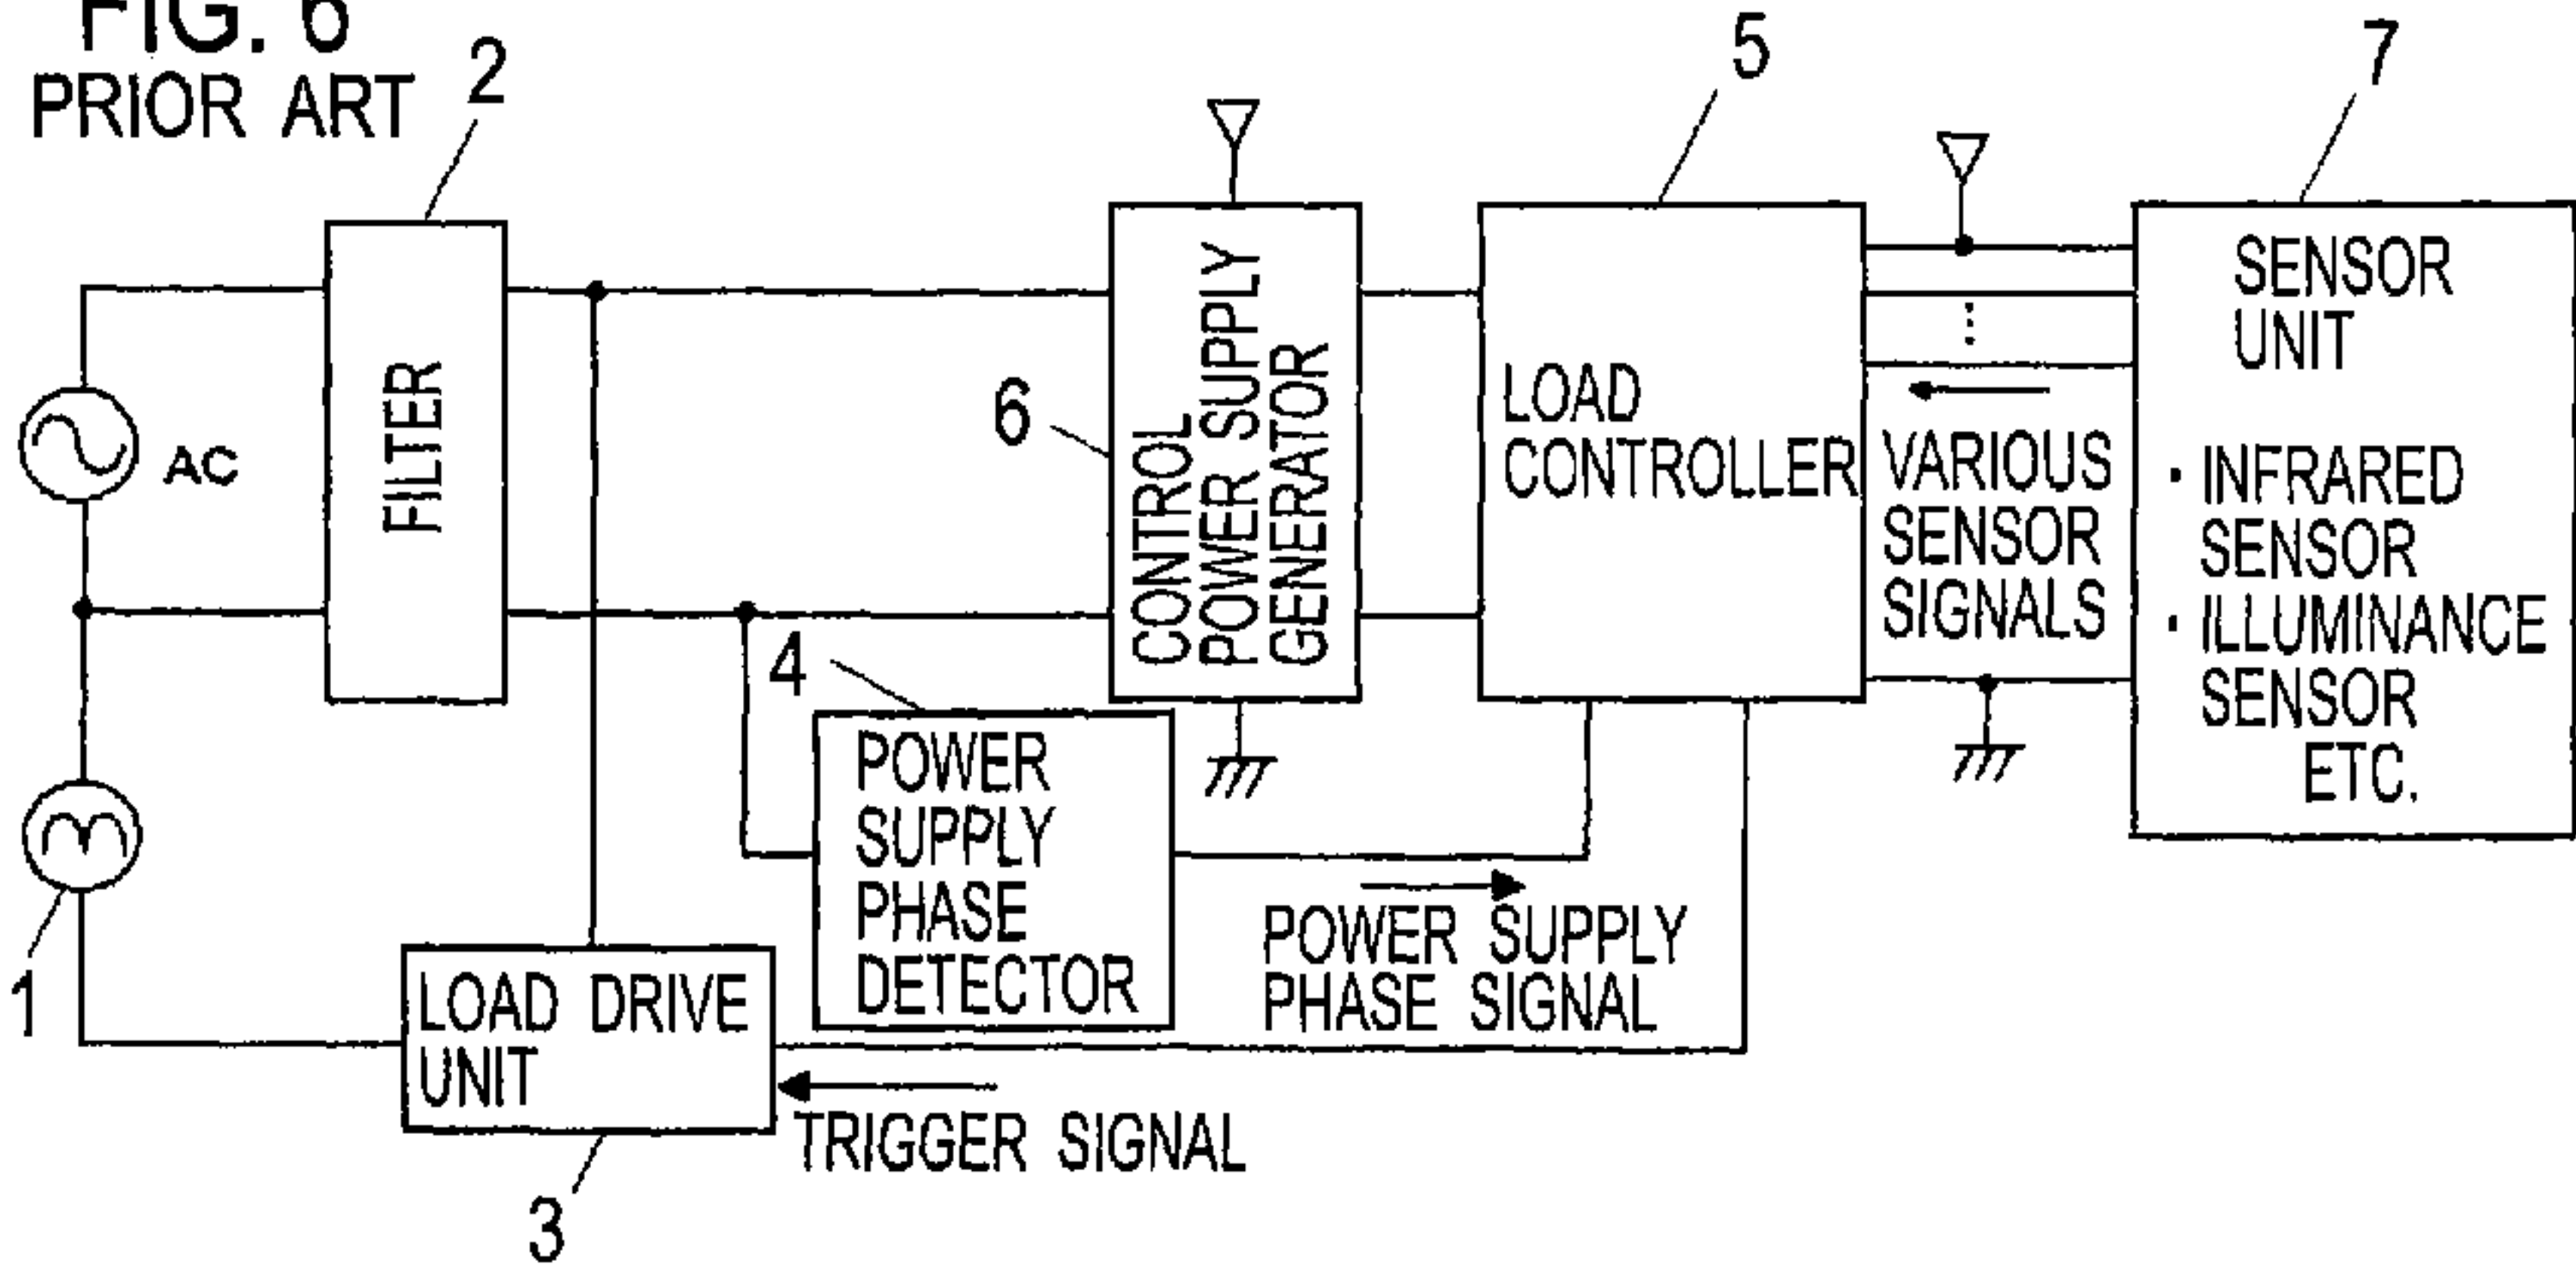 FIG. 6
PRIOR ART
2
5
7
AC
FILTER
6
CONTROL
POWER SUPPLY
GENERATOR
LOAD
CONTROLLER
VARIOUS
SENSOR
SIGNALS
SENSOR
UNIT
· INFRARED
SENSOR
· ILLUMINANCE
SENSOR
ETC.
4
POWER
SUPPLY
PHASE
DETECTOR
POWER SUPPLY
PHASE SIGNAL
1
LOAD DRIVE
UNIT
TRIGGER SIGNAL
3